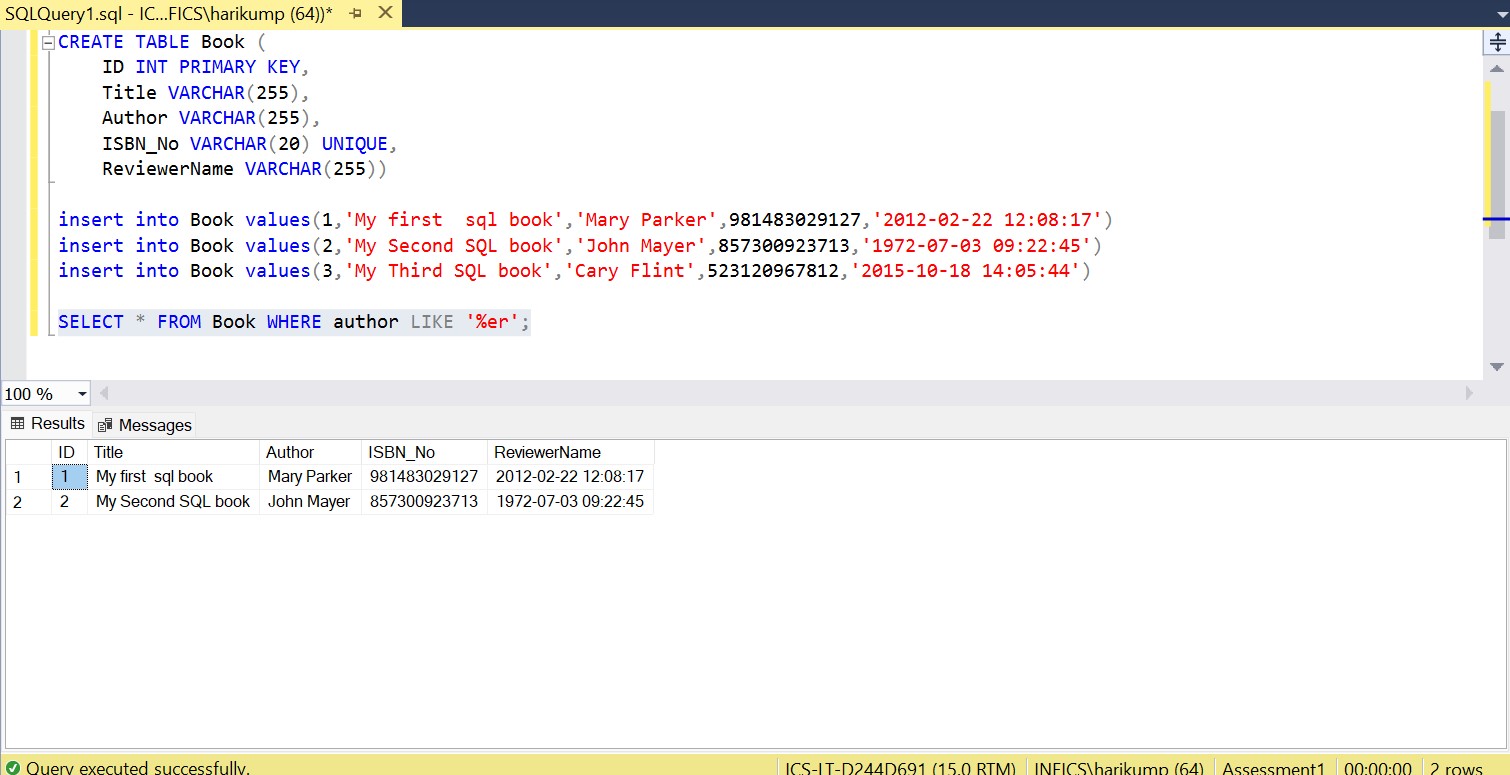 SQLQuery1.sql - IC...FICS\harikump (64))*
CREATE TABLE Book (
ID INT PRIMARY KEY,
Title VARCHAR(255),
Author VARCHAR(255),
ISBN_No VARCHAR(20) UNIQUE,
ReviewerName VARCHAR(255))
insert into Book values(1,'My first  sql book','Mary Parker',981483029127,'2012-02-22 12:08:17')
insert into Book values(2,'My Second SQL book','John Mayer',857300923713,'1972-07-03 09:22:45')
insert into Book values(3,'My Third SQL book','Cary Flint',523120967812,'2015-10-18 14:05:44')
SELECT * FROM Book WHERE author LIKE '%er';
100 %
Results Messages
ID Title Author ISBN_No ReviewerName
1 1 My first  sql book Mary Parker 981483029127 2012-02-22 12:08:17
2 2 My Second SQL book John Mayer 857300923713 1972-07-03 09:22:45
Query executed successfully. ICS-LT-D244D691 (15.0 RTM) INFICS\harikump (64) Assessment1 00:00:00 2 rows